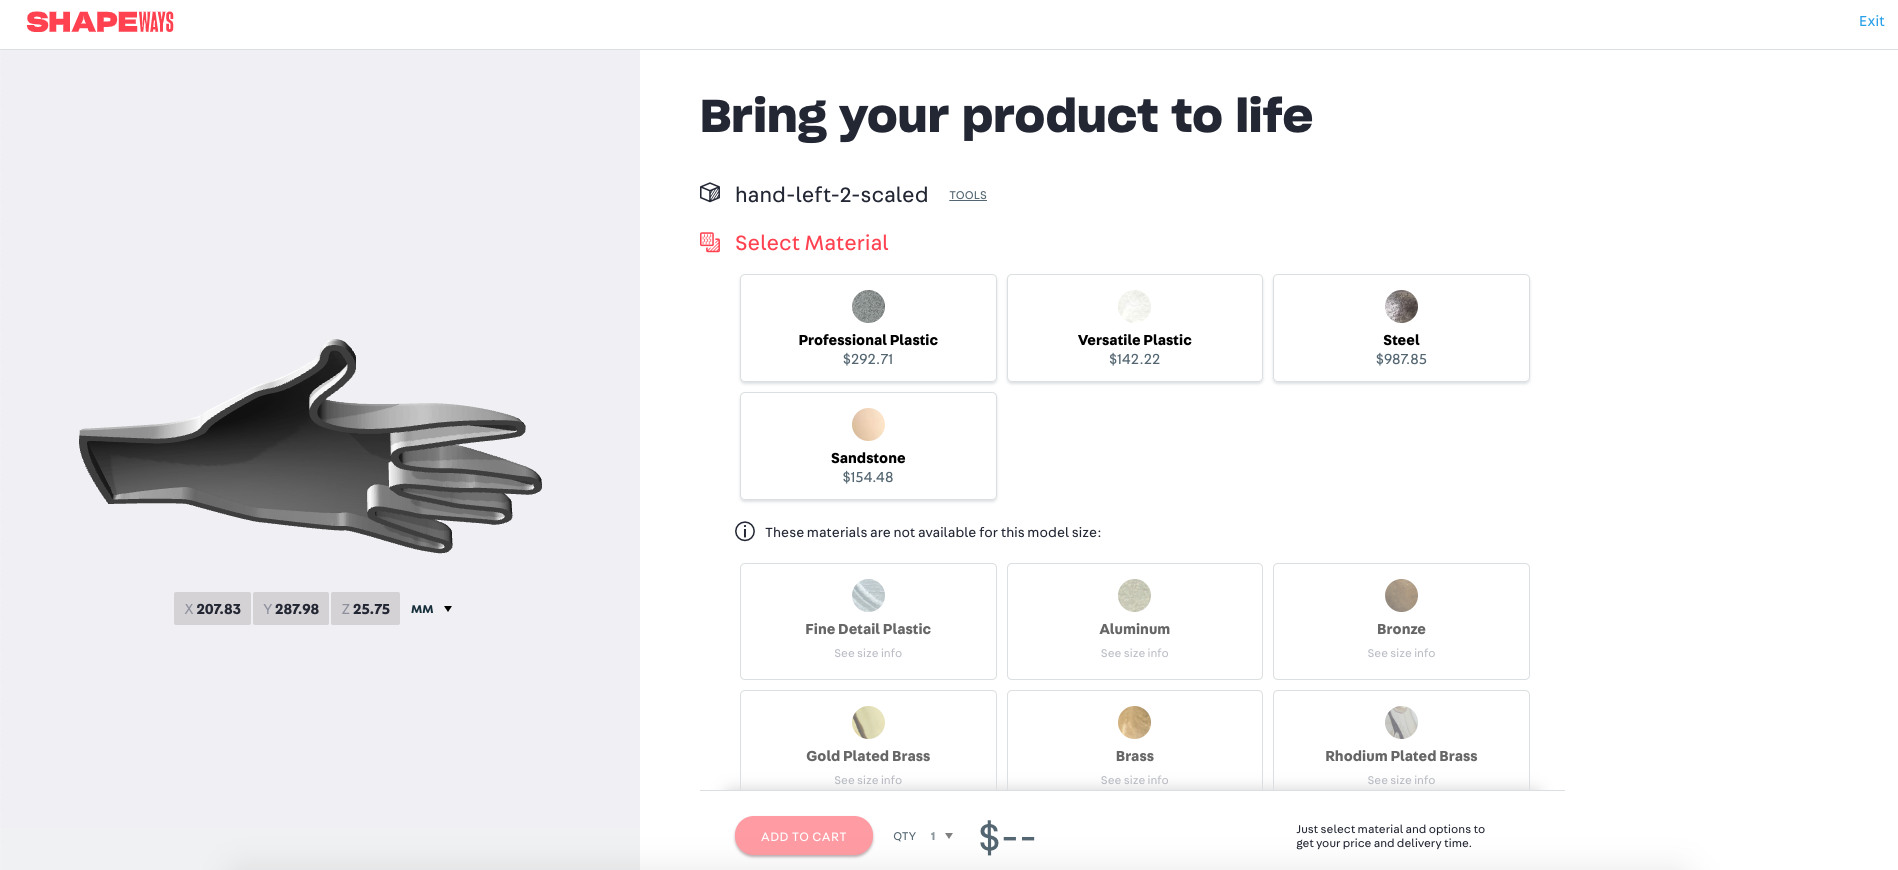 SHAPEWAYS
Exit
Bring your product to life
hand-left-2-scaled TOOLS
Select Material
Professional Plastic
$292.71
Versatile Plastic
$142.22
Steel
$987.85
Sandstone
$154.48
These materials are not available for this model size:
Fine Detail Plastic
See size info
Aluminum
See size info
Bronze
See size info
Gold Plated Brass
See size info
Brass
See size info
Rhodium Plated Brass
See size info
X 207.83 Y 287.98 Z 25.75 MM
ADD TO CART QTY 1 $--
Just select material and options to
get your price and delivery time.